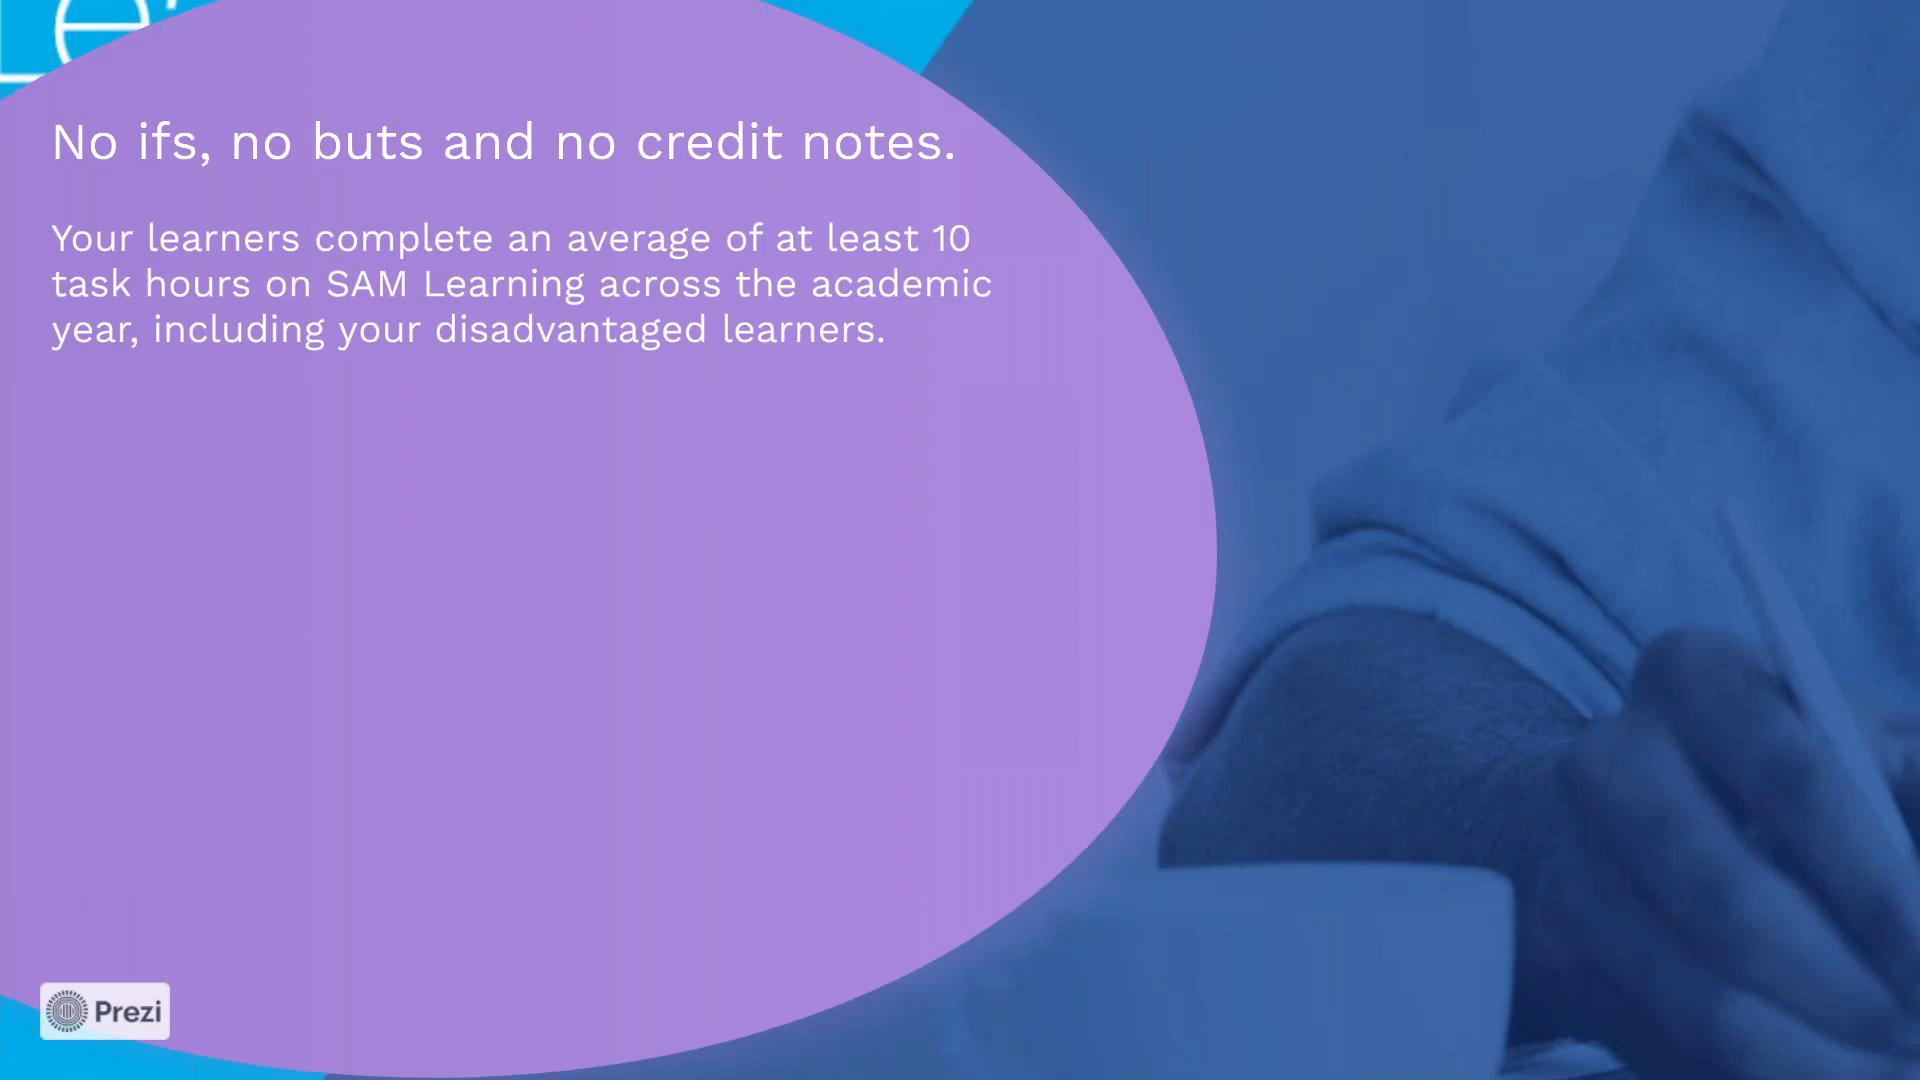 No ifs, no buts and no credit notes.
Your learners complete an average of at least 10
task hours on SAM Learning across the academic
year, including your disadvantaged learners.
Prezi